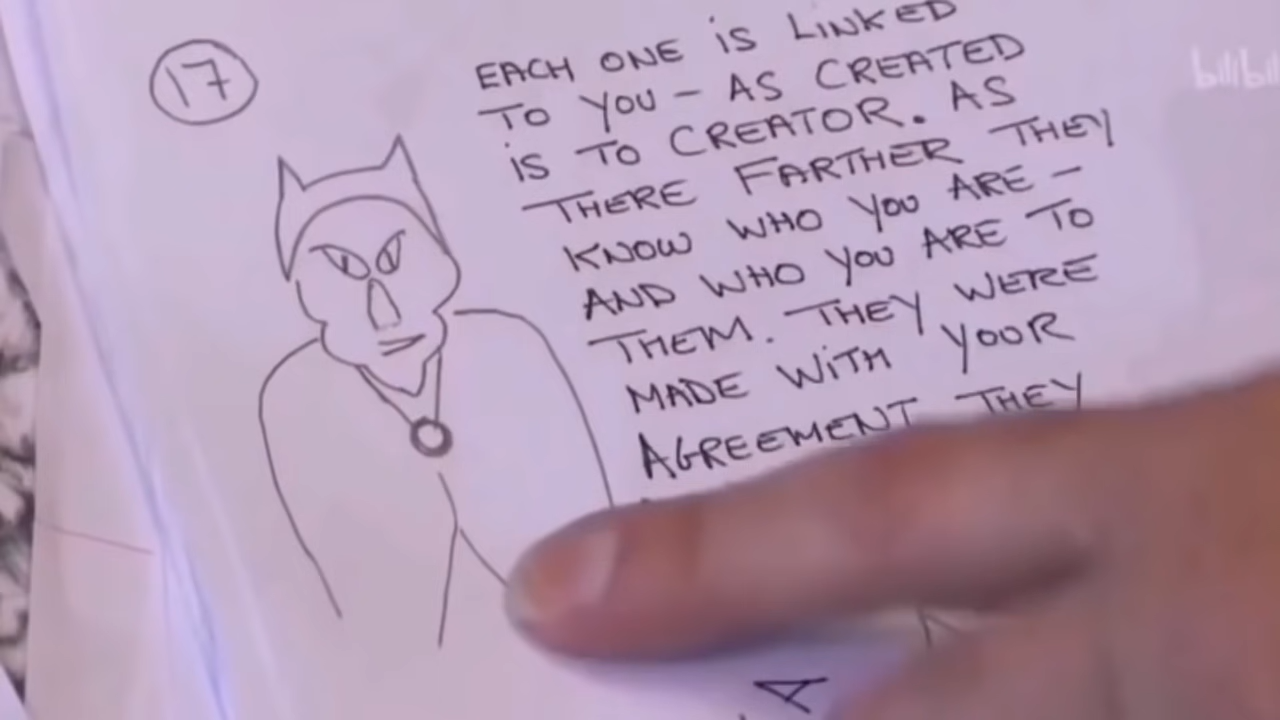 17
EACH ONE iS LiNKED
TO YOU - AS CREATED
iS TO CREATOR. AS
THERE FARTHER THEY
KNOW WHO YOU ARE -
AND WHO YOU ARE TO
THEM. THEY WERE
MADE WiTH YOUR
AGREEMENT THEY
A
bilibili